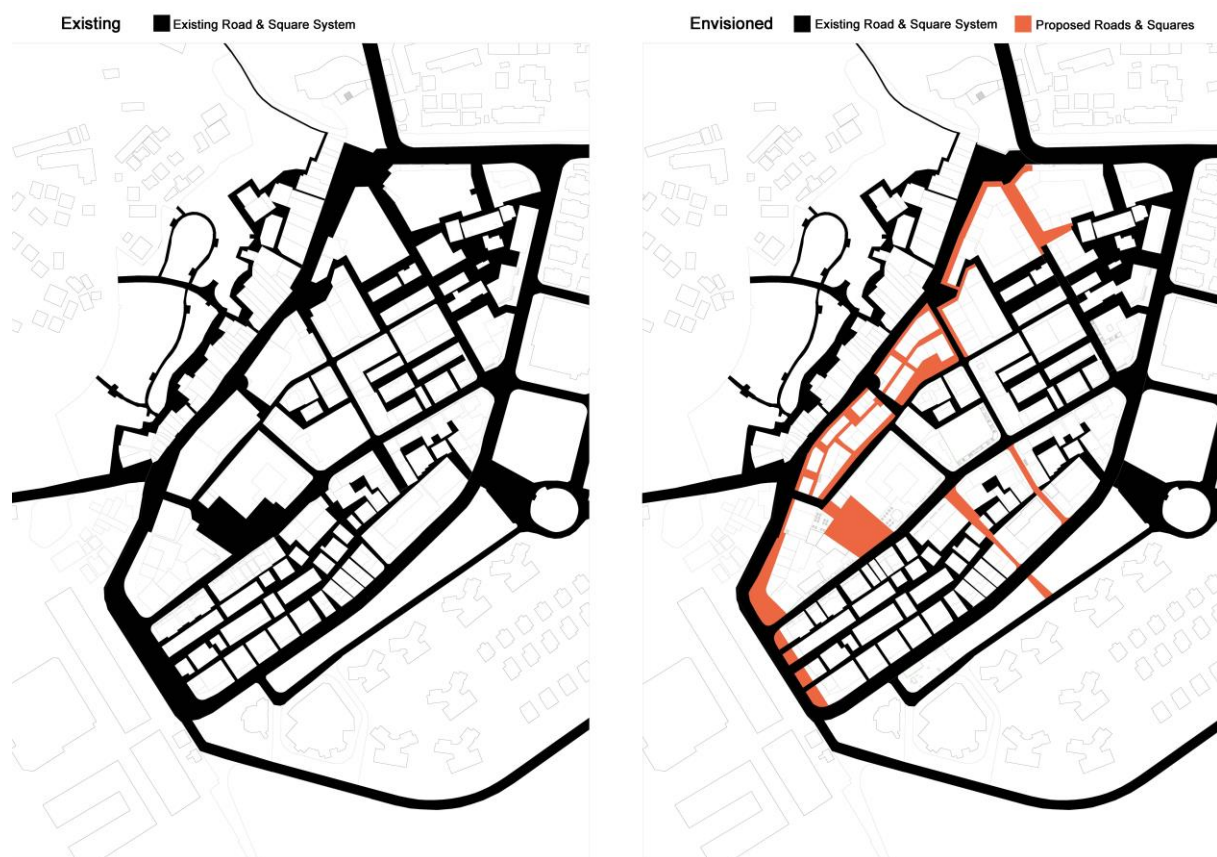 Existing
Existing Road & Square System
Envisioned
Existing Road & Square System
Proposed Roads & Squares